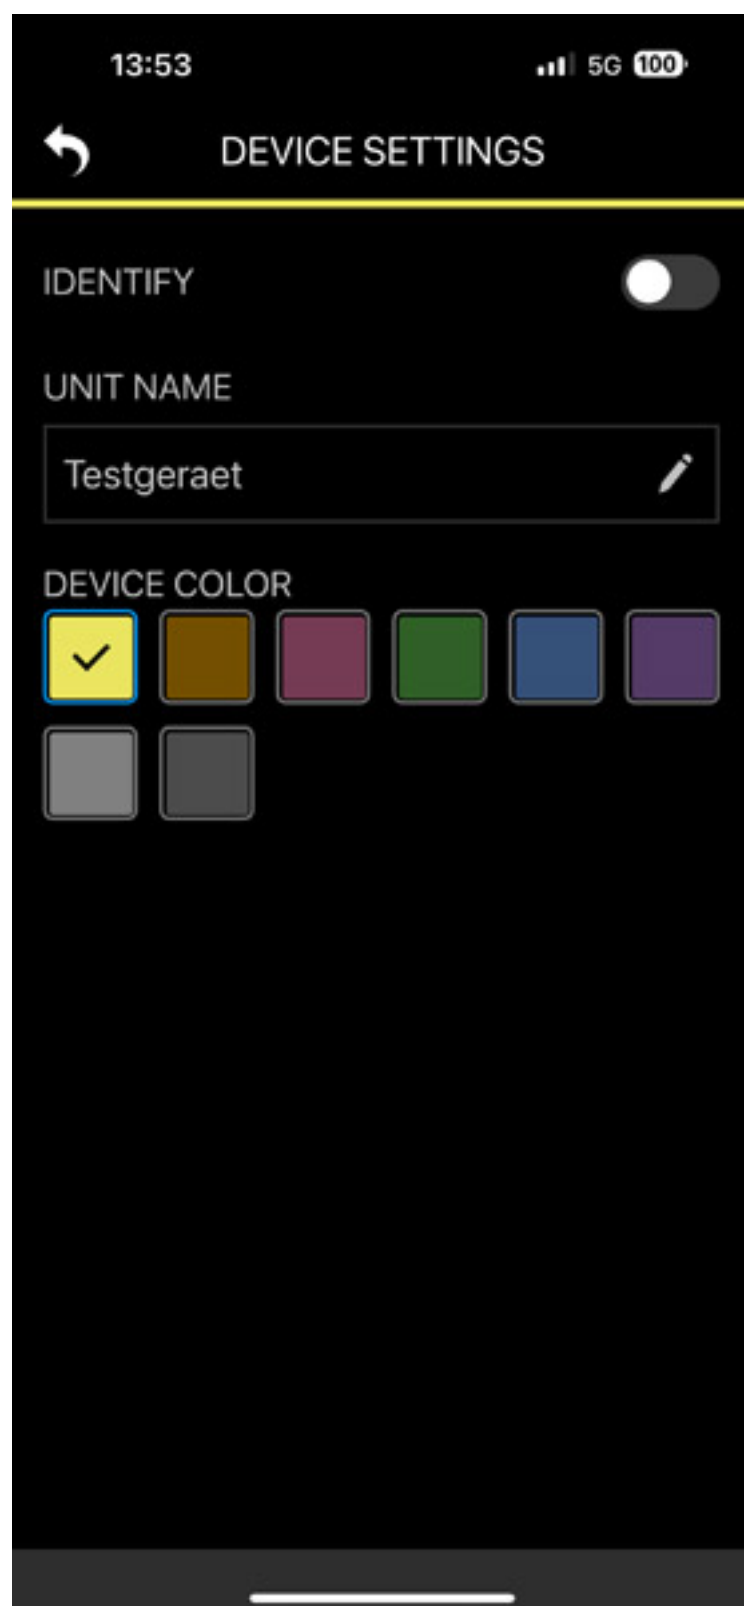 13:53 5G 100
DEVICE SETTINGS
IDENTIFY
UNIT NAME
Testgeraet
DEVICE COLOR